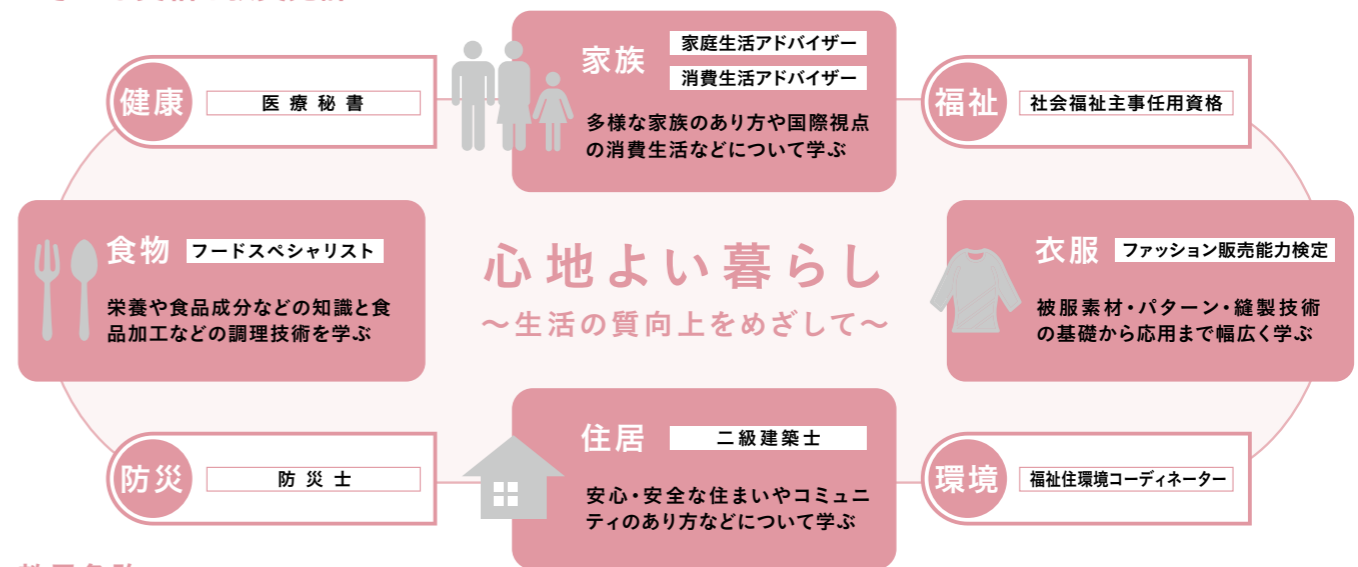 健康
医療秘書
家族
家庭生活アドバイザー
消費生活アドバイザー
多様な家族のあり方や国際視点
の消費生活などについて学ぶ
福祉
社会福祉主事任用資格
食物
フードスペシャリスト
栄養や食品成分などの知識と食
品加工などの調理技術を学ぶ
心地よい暮らし
～生活の質向上をめざして～
衣服
ファッション販売能力検定
被服素材・パターン・縫製技術
の基礎から応用まで幅広く学ぶ
防災
防災士
住居
二級建築士
安心・安全な住まいやコミュニ
ティのあり方などについて学ぶ
環境
福祉住環境コーディネーター